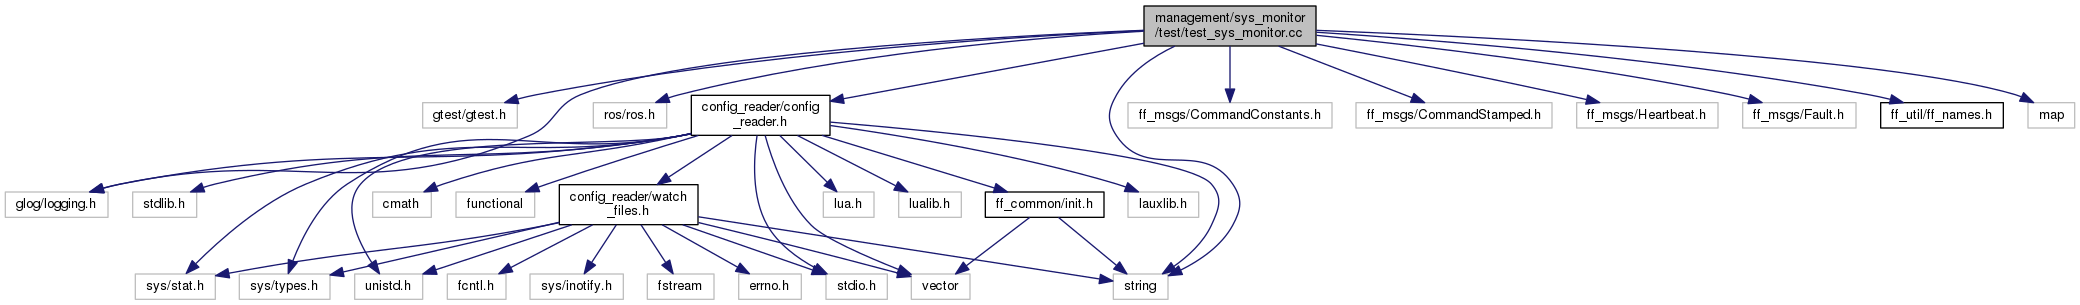 management/sys_monitor
/test/test_sys_monitor.cc
gtest/gtest.h
ros/ros.h
config_reader/config
_reader.h
ff_msgs/CommandConstants.h
ff_msgs/CommandStamped.h
ff_msgs/Heartbeat.h
ff_msgs/Fault.h
ff_util/ff_names.h
map
glog/logging.h
stdlib.h
cmath
functional
config_reader/watch
_files.h
lua.h
lualib.h
ff_common/init.h
lauxlib.h
sys/stat.h
sys/types.h
unistd.h
fcntl.h
sys/inotify.h
fstream
errno.h
stdio.h
vector
string